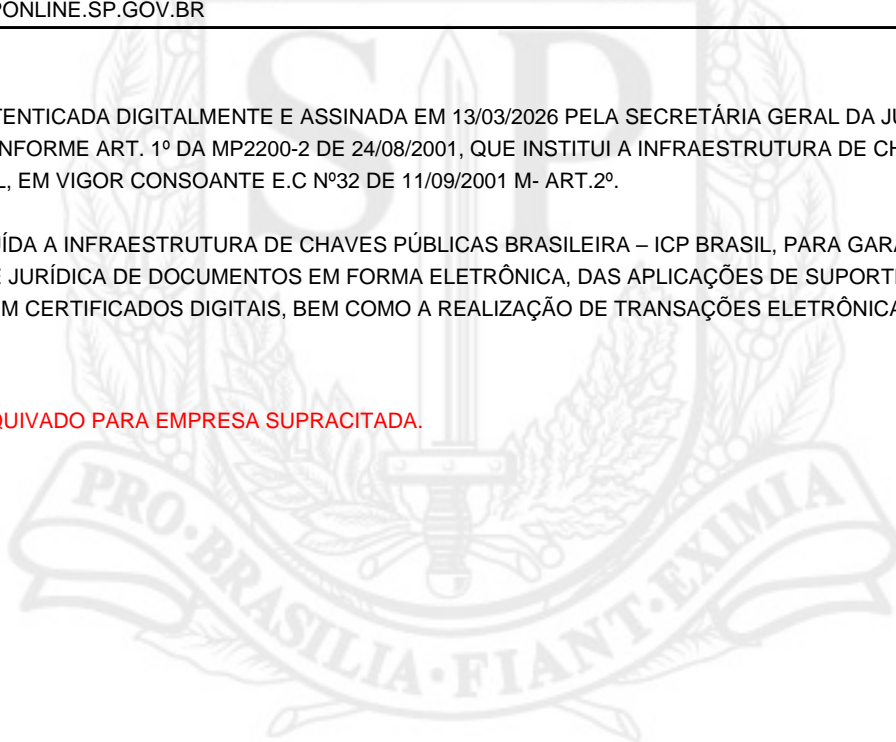 PONLINE.SP.GOV.BR
TENTICADA DIGITALMENTE E ASSINADA EM 13/03/2026 PELA SECRETÁRIA GERAL DA JU
NFORME ART. 1º DA MP2200-2 DE 24/08/2001, QUE INSTITUI A INFRAESTRUTURA DE CH
L, EM VIGOR CONSOANTE E.C Nº32 DE 11/09/2001 M- ART.2º.
UÍDA A INFRAESTRUTURA DE CHAVES PÚBLICAS BRASILEIRA – ICP BRASIL, PARA GARA
E JURÍDICA DE DOCUMENTOS EM FORMA ELETRÔNICA, DAS APLICAÇÕES DE SUPORTE
M CERTIFICADOS DIGITAIS, BEM COMO A REALIZAÇÃO DE TRANSAÇÕES ELETRÔNICA
QUIVADO PARA EMPRESA SUPRACITADA.
SP
PRO·BRASILIA·FIANT·EXIMIA